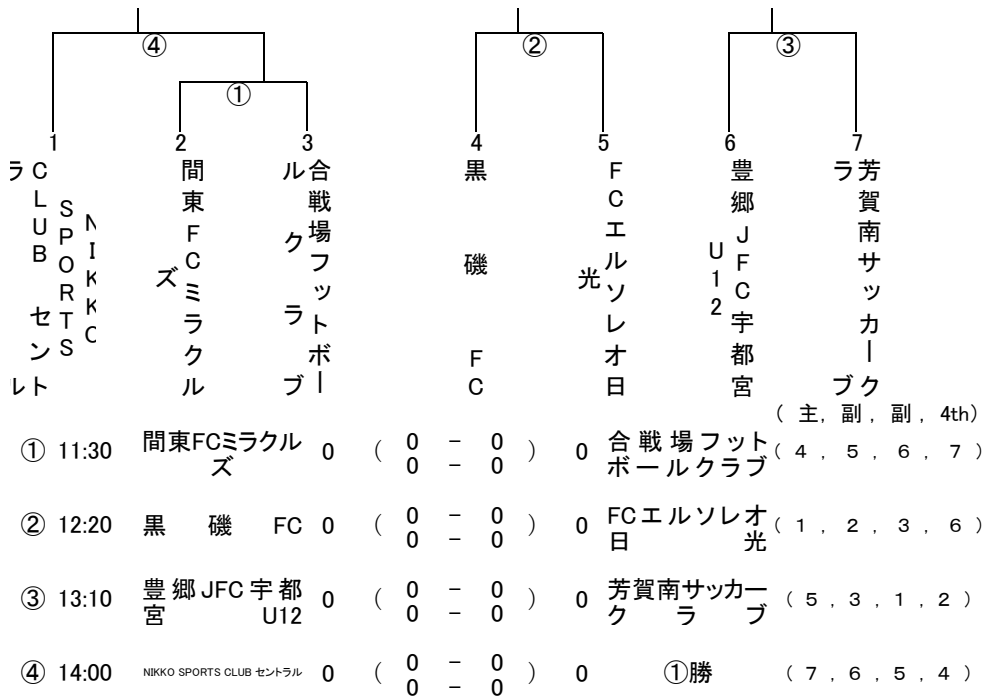 ④ ② ③
①
1 2 3 4 5 6 7
NIKKO SPORTS CLUB セントラル
間東FCミラクルズ
合戦場フットボールクラブ
黒磯FC
FCエルソレオ日光
豊郷JFC宇都宮U12
芳賀南サッカークラブ
( 主, 副, 副, 4th)
① 11:30 間東FCミラクルズ 0 ( 0 - 0 0 - 0 ) 0 合戦場フットボールクラブ ( 4 , 5 , 6 , 7 )
② 12:20 黒磯FC 0 ( 0 - 0 0 - 0 ) 0 FCエルソレオ日光 ( 1 , 2 , 3 , 6 )
③ 13:10 豊郷JFC宇都宮U12 0 ( 0 - 0 0 - 0 ) 0 芳賀南サッカークラブ ( 5 , 3 , 1 , 2 )
④ 14:00 NIKKO SPORTS CLUB セントラル 0 ( 0 - 0 0 - 0 ) 0 ①勝 ( 7 , 6 , 5 , 4 )